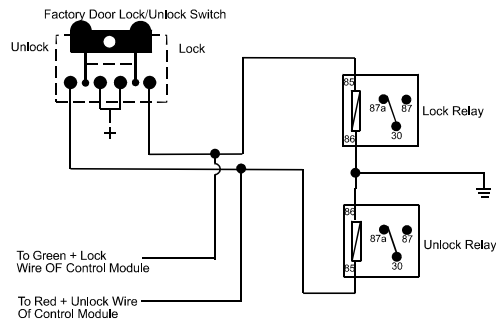 Factory Door Lock/Unlock Switch
Unlock
Lock
+
85
87a
87
30
86
Lock Relay
86
87a
87
30
85
Unlock Relay
To Green + Lock
Wire OF Control Module
To Red + Unlock Wire
Of Control Module